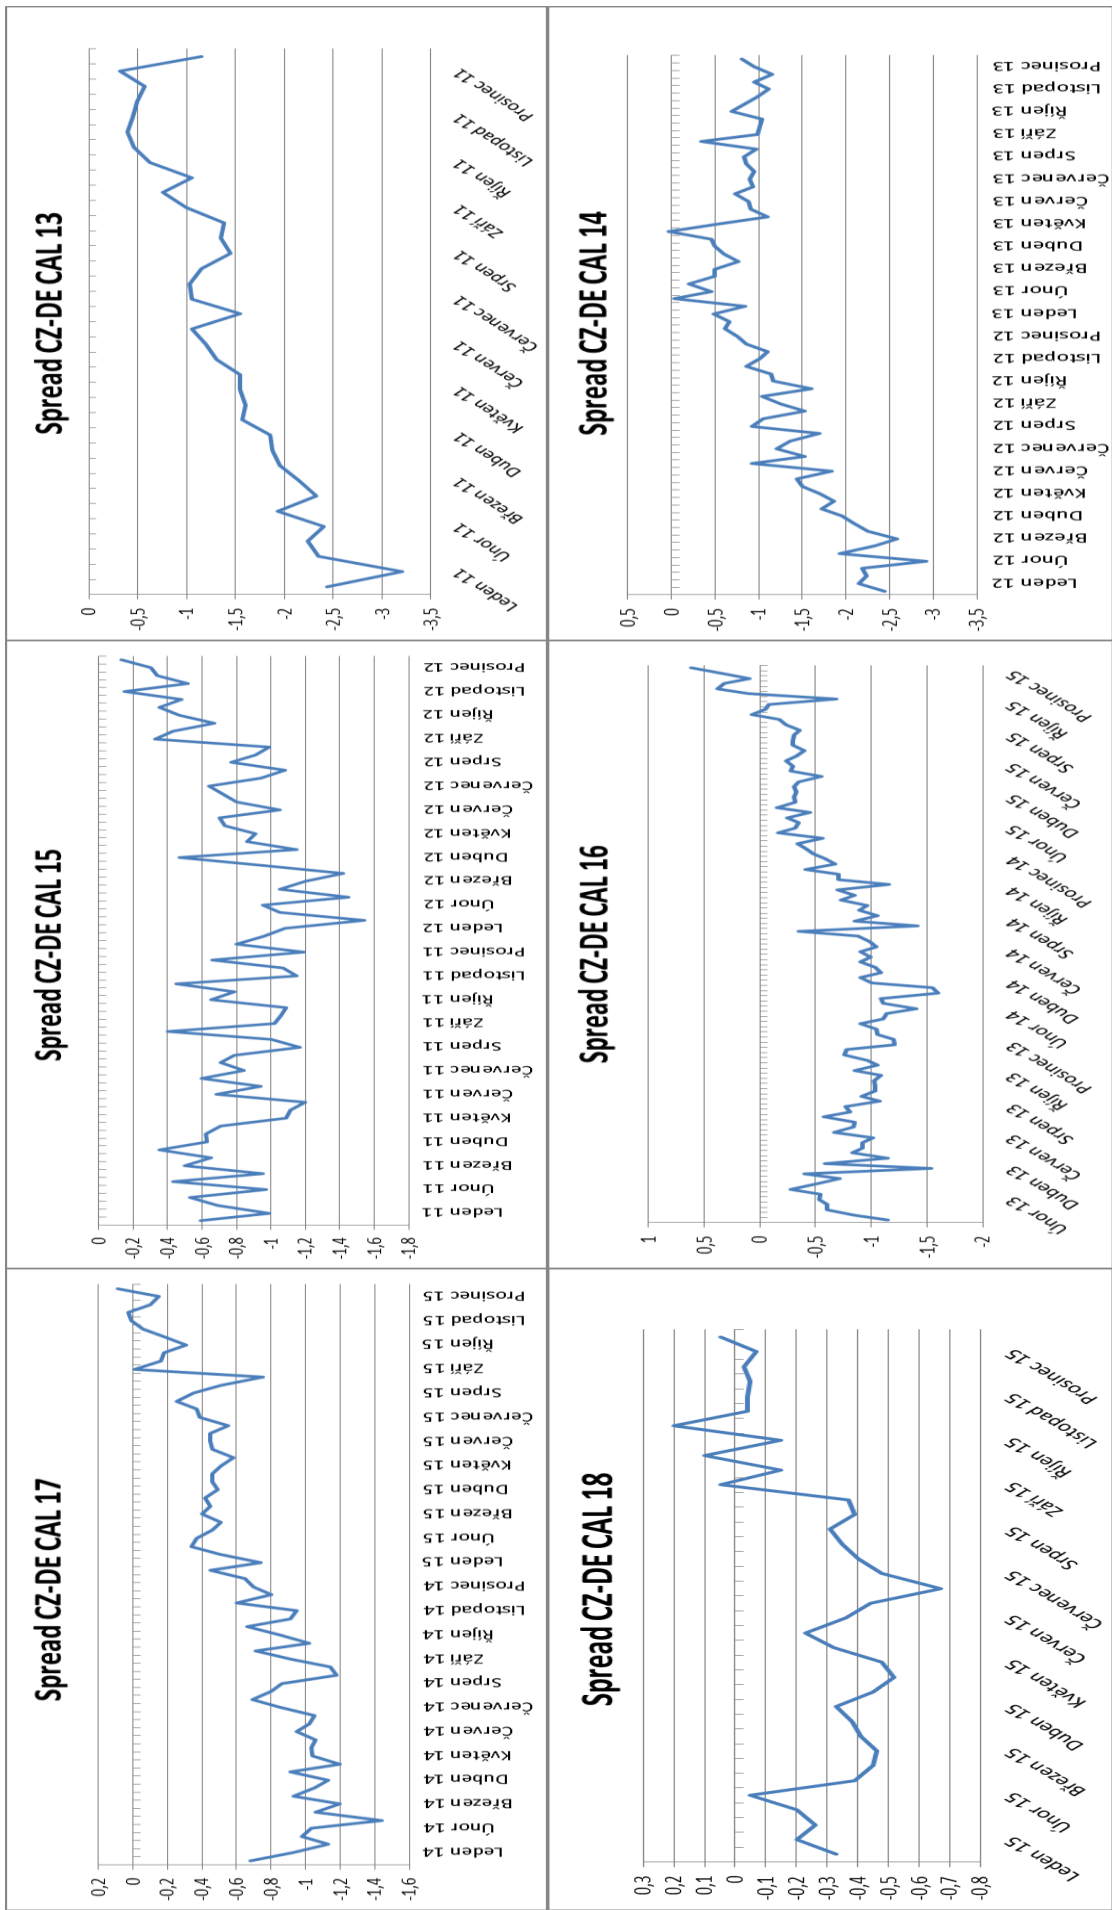 Spread CZ-DE CAL 17
0,2
0
-0,2
-0,4
-0,6
-0,8
-1
-1,2
-1,4
-1,6
Leden 14
Únor 14
Březen 14
Duben 14
Květen 14
Červen 14
Červenec 14
Srpen 14
Září 14
Říjen 14
Listopad 14
Prosinec 14
Leden 15
Únor 15
Březen 15
Duben 15
Květen 15
Červen 15
Červenec 15
Srpen 15
Září 15
Říjen 15
Listopad 15
Prosinec 15
Spread CZ-DE CAL 15
0
-0,2
-0,4
-0,6
-0,8
-1
-1,2
-1,4
-1,6
-1,8
Leden 11
Únor 11
Březen 11
Duben 11
Květen 11
Červen 11
Červenec 11
Srpen 11
Září 11
Říjen 11
Listopad 11
Prosinec 11
Leden 12
Únor 12
Březen 12
Duben 12
Květen 12
Červen 12
Červenec 12
Srpen 12
Září 12
Říjen 12
Listopad 12
Prosinec 12
Spread CZ-DE CAL 13
0
-0,5
-1
-1,5
-2
-2,5
-3
-3,5
Leden 11
Únor 11
Březen 11
Duben 11
Květen 11
Červen 11
Červenec 11
Srpen 11
Září 11
Říjen 11
Listopad 11
Prosinec 11
Spread CZ-DE CAL 18
0,3
0,2
0,1
0
-0,1
-0,2
-0,3
-0,4
-0,5
-0,6
-0,7
-0,8
Leden 15
Únor 15
Březen 15
Duben 15
Květen 15
Červen 15
Červenec 15
Srpen 15
Září 15
Říjen 15
Listopad 15
Prosinec 15
Spread CZ-DE CAL 16
1
0,5
0
-0,5
-1
-1,5
-2
Únor 13
Duben 13
Červen 13
Srpen 13
Říjen 13
Prosinec 13
Únor 14
Duben 14
Červen 14
Srpen 14
Říjen 14
Prosinec 14
Únor 15
Duben 15
Červen 15
Srpen 15
Říjen 15
Prosinec 15
Spread CZ-DE CAL 14
0,5
0
-0,5
-1
-1,5
-2
-2,5
-3
-3,5
Leden 12
Únor 12
Březen 12
Duben 12
Květen 12
Červen 12
Červenec 12
Srpen 12
Září 12
Říjen 12
Listopad 12
Prosinec 12
Leden 13
Únor 13
Březen 13
Duben 13
Květen 13
Červen 13
Červenec 13
Srpen 13
Září 13
Říjen 13
Listopad 13
Prosinec 13